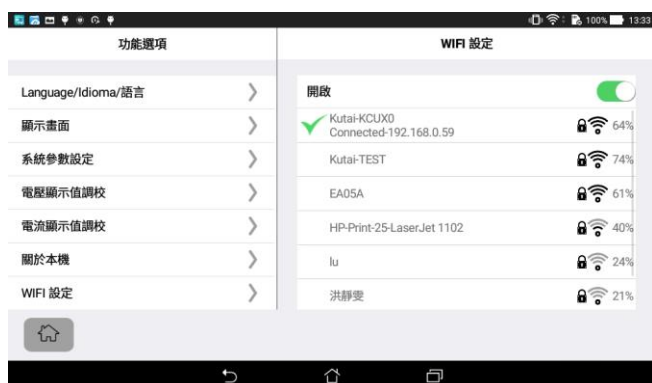 100% 13:33
功能選項
Language/Idioma/語言
顯示畫面
系統參數設定
電壓顯示值調校
電流顯示值調校
關於本機
WIFI 設定
WIFI 設定
開啟
Kutai-KCUX0
Connected-192.168.0.59
64%
Kutai-TEST
74%
EA05A
61%
HP-Print-25-LaserJet 1102
40%
lu
24%
洪靜雯
21%